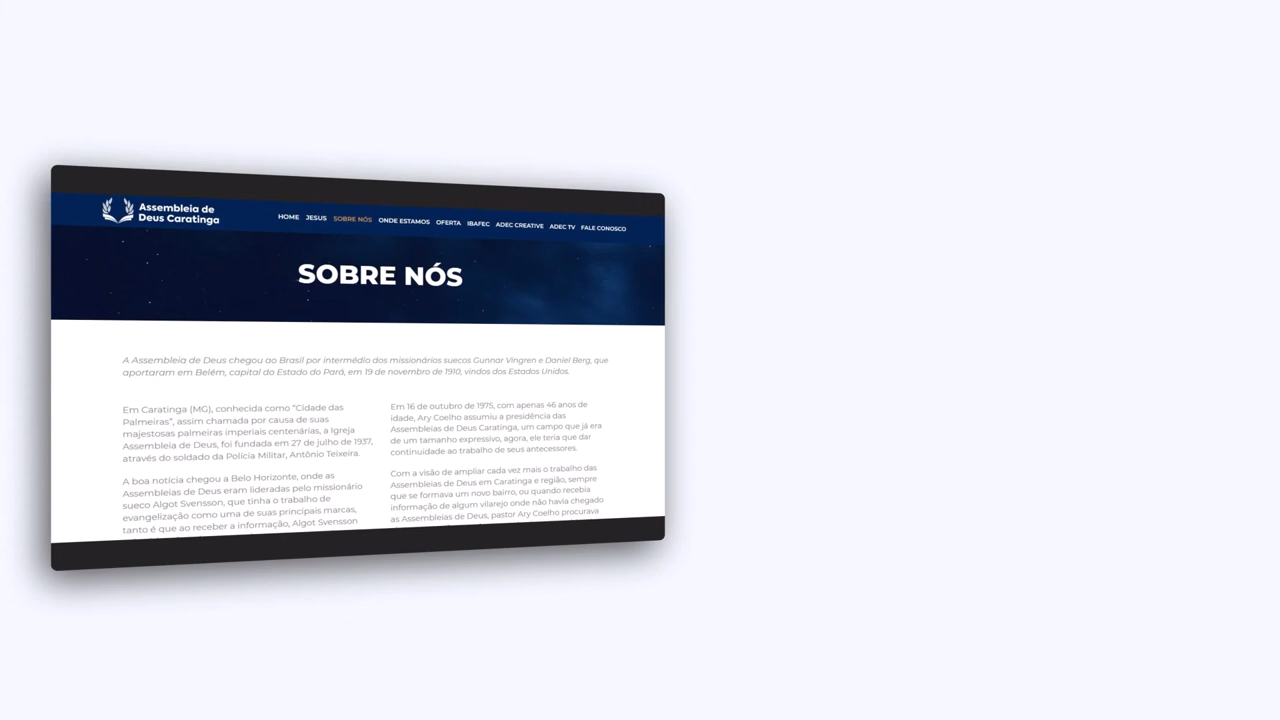 Assembleia de
Deus Caratinga
HOME JESUS SOBRE NÓS ONDE ESTAMOS OFERTA IBAFEC ADEC CREATIVE ADEC TV FALE CONOSCO
SOBRE NÓS
A Assembleia de Deus chegou ao Brasil por intermédio dos missionários suecos Gunnar Vingren e Daniel Berg, que
aportaram em Belém, capital do Estado do Pará, em 19 de novembro de 1910, vindos dos Estados Unidos.
Em Caratinga (MG), conhecida como “Cidade das
Palmeiras”, assim chamada por causa de suas
majestosas palmeiras imperiais centenárias, a Igreja
Assembleia de Deus, foi fundada em 27 de julho de 1937,
através do soldado da Polícia Militar, Antônio Teixeira.
A boa notícia chegou a Belo Horizonte, onde as
Assembleias de Deus eram lideradas pelo missionário
sueco Algot Svensson, que tinha o trabalho de
evangelização como uma de suas principais marcas,
tanto é que ao receber a informação, Algot Svensson
Em 16 de outubro de 1975, com apenas 46 anos de
idade, Ary Coelho assumiu a presidência das
Assembleias de Deus Caratinga, um campo que já era
de um tamanho expressivo, agora, ele teria que dar
continuidade ao trabalho de seus antecessores.
Com a visão de ampliar cada vez mais o trabalho das
Assembleias de Deus em Caratinga e região, sempre
que se formava um novo bairro, ou quando recebia
informação de algum vilarejo onde não havia chegado
as Assembleias de Deus, pastor Ary Coelho procurava